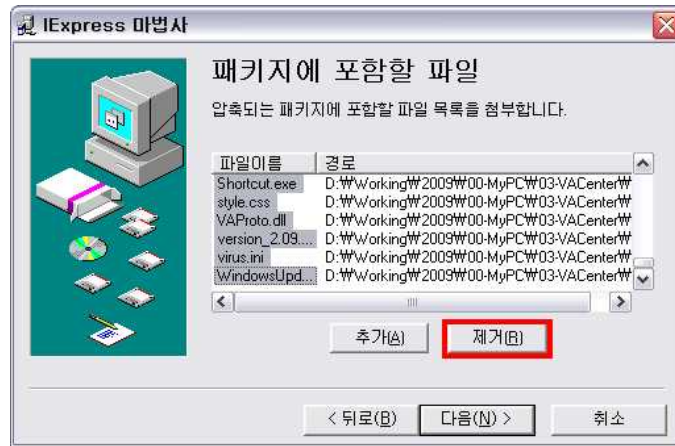 IExpress 마법사
패키지에 포함할 파일
압축되는 패키지에 포함할 파일 목록을 첨부합니다.
파일이름 경로
Shortcut.exe D:₩Working₩2009₩00-MyPC₩03-VACenter₩
style.css D:₩Working₩2009₩00-MyPC₩03-VACenter₩
VAProto.dll D:₩Working₩2009₩00-MyPC₩03-VACenter₩
version_2.09.... D:₩Working₩2009₩00-MyPC₩03-VACenter₩
virus.ini D:₩Working₩2009₩00-MyPC₩03-VACenter₩
WindowsUpd... D:₩Working₩2009₩00-MyPC₩03-VACenter₩
추가(A) 제거(R)
< 뒤로(B) 다음(N) > 취소